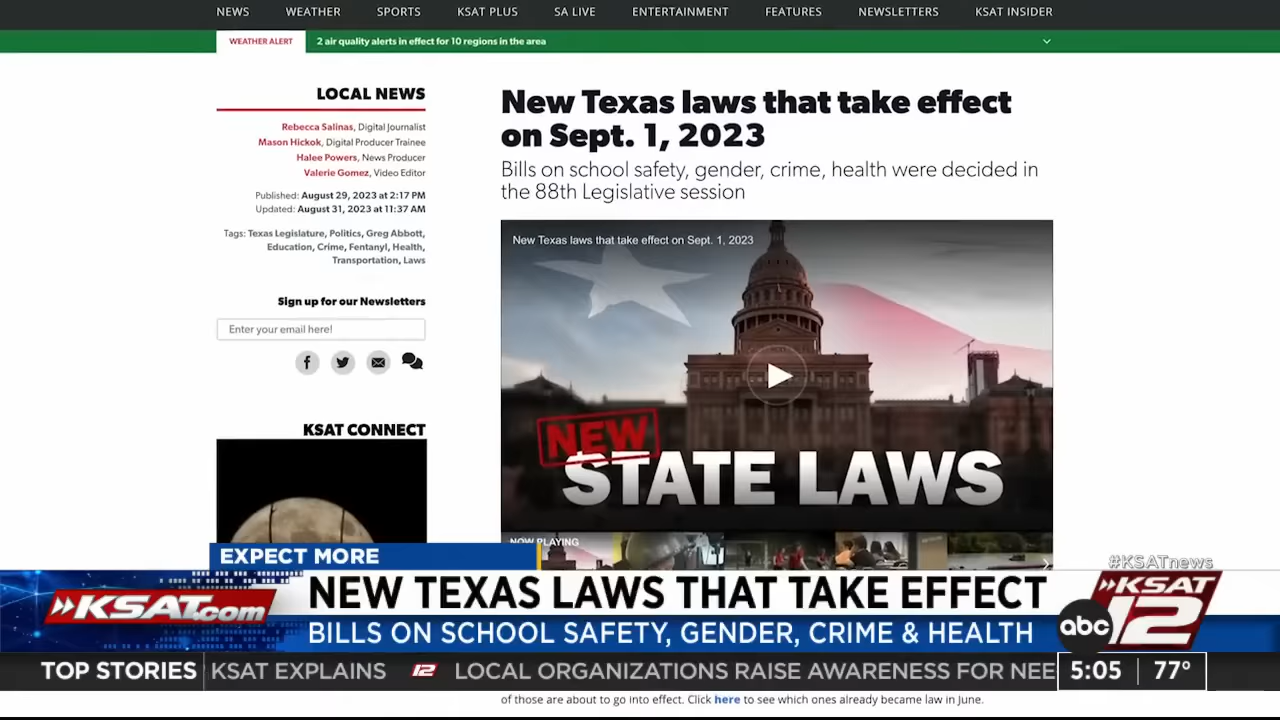 NEWS WEATHER SPORTS KSAT PLUS SA LIVE ENTERTAINMENT FEATURES NEWSLETTERS KSAT INSIDER
WEATHER ALERT 2 air quality alerts in effect for 10 regions in the area
LOCAL NEWS
Rebecca Salinas, Digital Journalist
Mason Hickok, Digital Producer Trainee
Halee Powers, News Producer
Valerie Gomez, Video Editor
Published: August 29, 2023 at 2:17 PM
Updated: August 31, 2023 at 11:37 AM
Tags: Texas Legislature, Politics, Greg Abbott,
Education, Crime, Fentanyl, Health,
Transportation, Laws
Sign up for our Newsletters
Enter your email here!
KSAT CONNECT
New Texas laws that take effect
on Sept. 1, 2023
Bills on school safety, gender, crime, health were decided in
the 88th Legislative session
New Texas laws that take effect on Sept. 1, 2023
NEW
STATE LAWS
NOW PLAYING
EXPECT MORE
#KSATnews
KSAT.com
NEW TEXAS LAWS THAT TAKE EFFECT
BILLS ON SCHOOL SAFETY, GENDER, CRIME & HEALTH
abc KSAT 12
TOP STORIES KSAT EXPLAINS 12 LOCAL ORGANIZATIONS RAISE AWARENESS FOR NEE 5:05 77°
of those are about to go into effect. Click here to see which ones already became law in June.